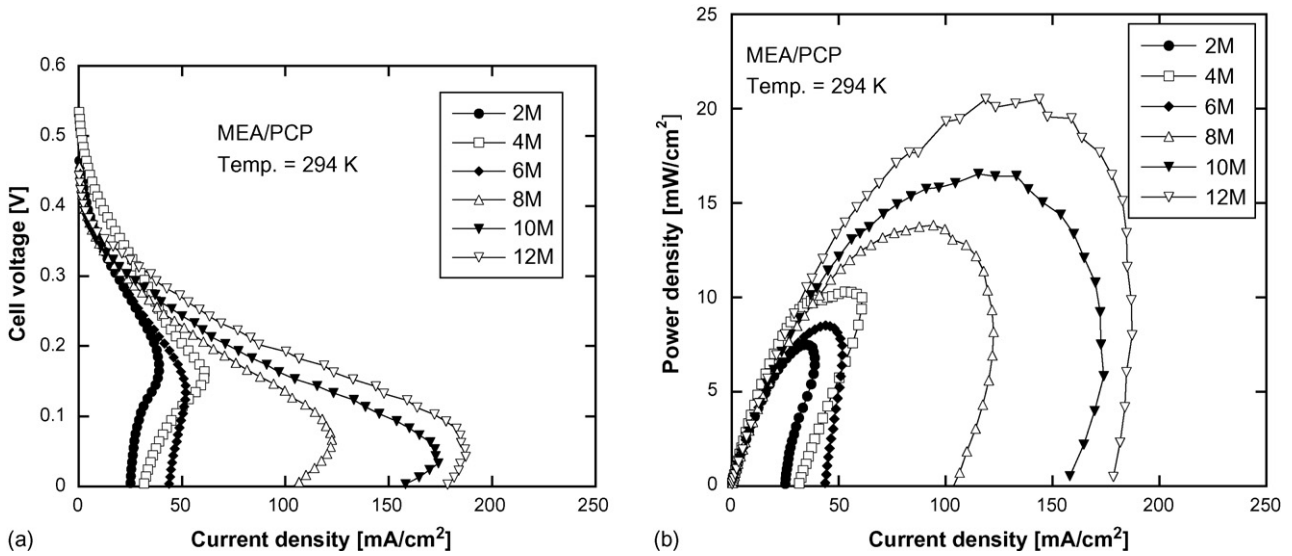 0.6
0.5
0.4
0.3
0.2
0.1
0
Cell voltage [V]
MEA/PCP
Temp. = 294 K
2M
4M
6M
8M
10M
12M
0 50 100 150 200 250
Current density [mA/cm²]
(a)
25
20
15
10
5
0
Power density [mW/cm²]
MEA/PCP
Temp. = 294 K
2M
4M
6M
8M
10M
12M
0 50 100 150 200 250
Current density [mA/cm²]
(b)